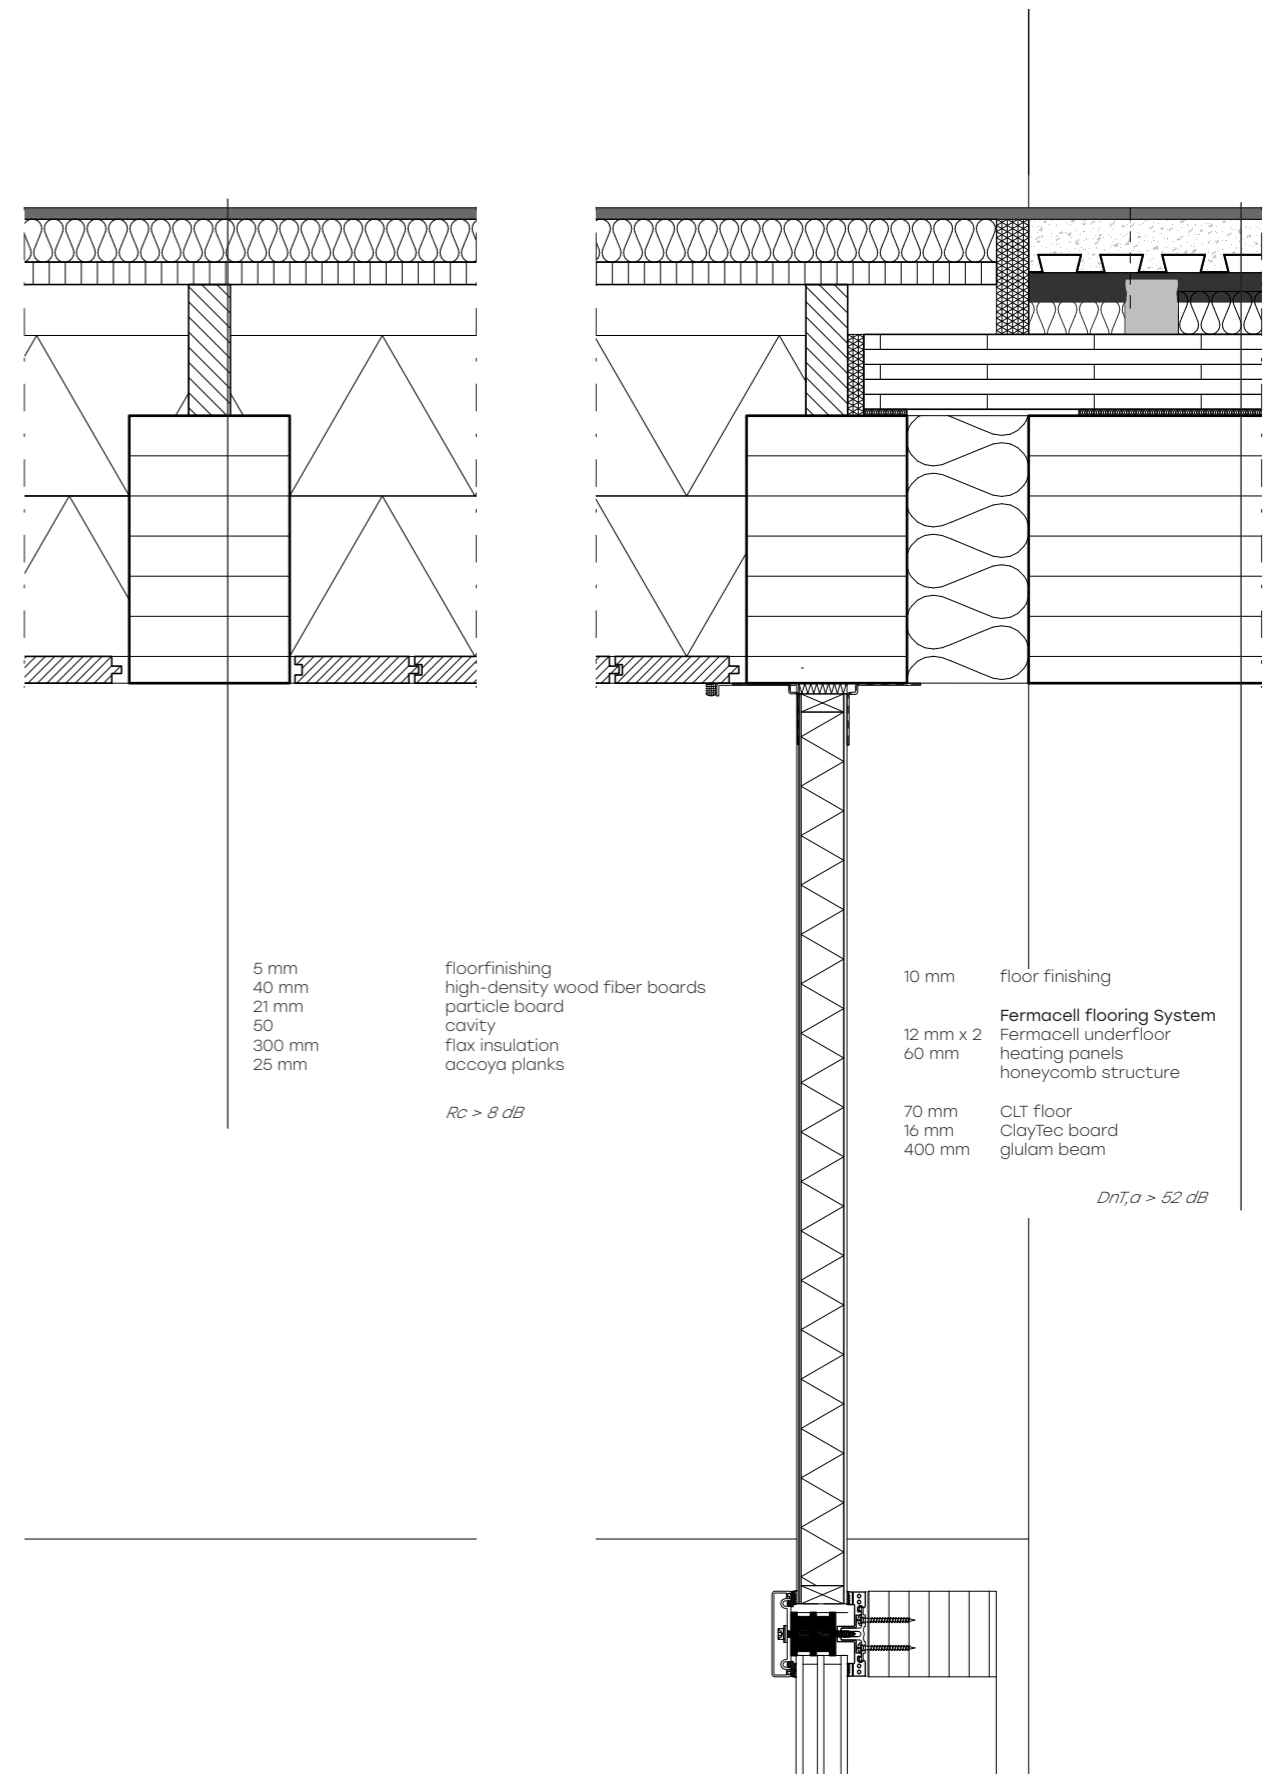 5 mm floorfinishing
40 mm high-density wood fiber boards
21 mm particle board
50 cavity
300 mm flax insulation
25 mm accoya planks
Rc > 8 dB
10 mm floor finishing
Fermacell flooring System
12 mm x 2 Fermacell underfloor
60 mm heating panels
honeycomb structure
70 mm CLT floor
16 mm ClayTec board
400 mm glulam beam
DnT,a > 52 dB